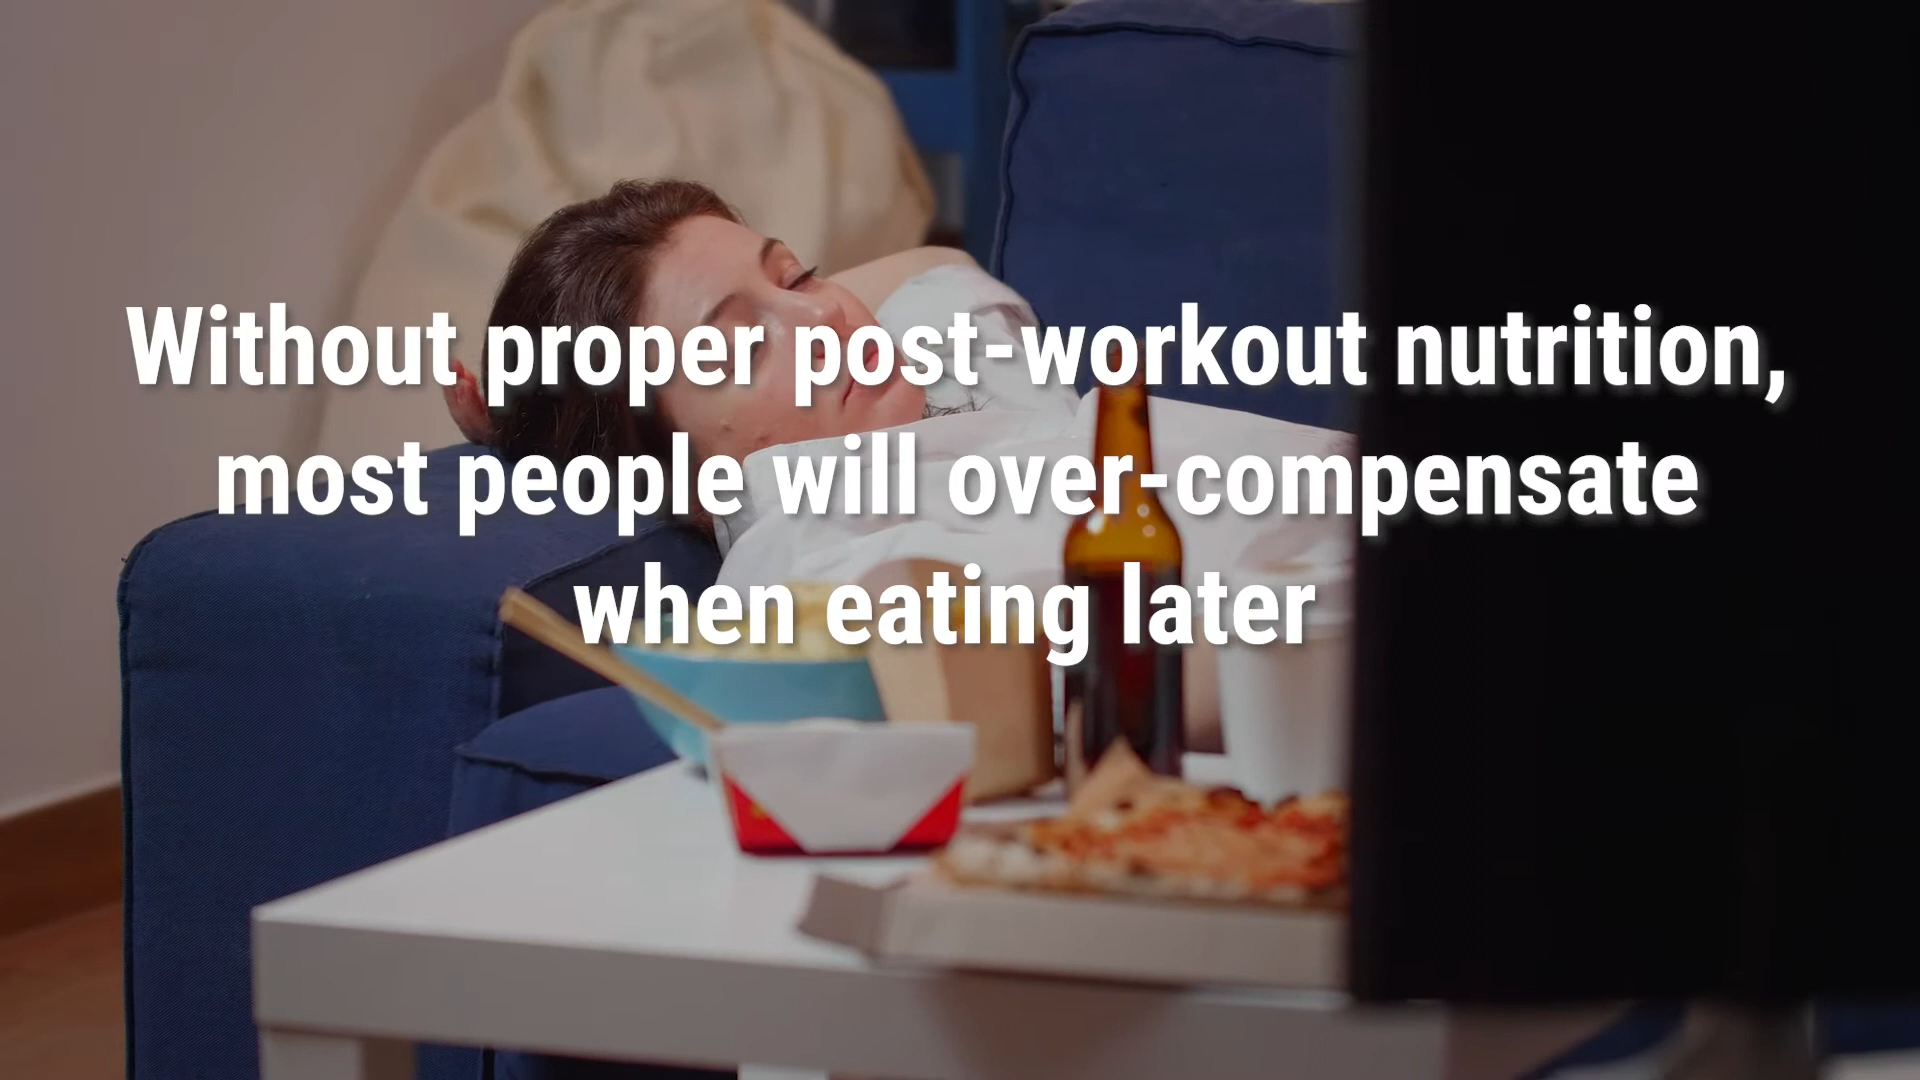 Without proper post-workout nutrition,
most people will over-compensate
when eating later